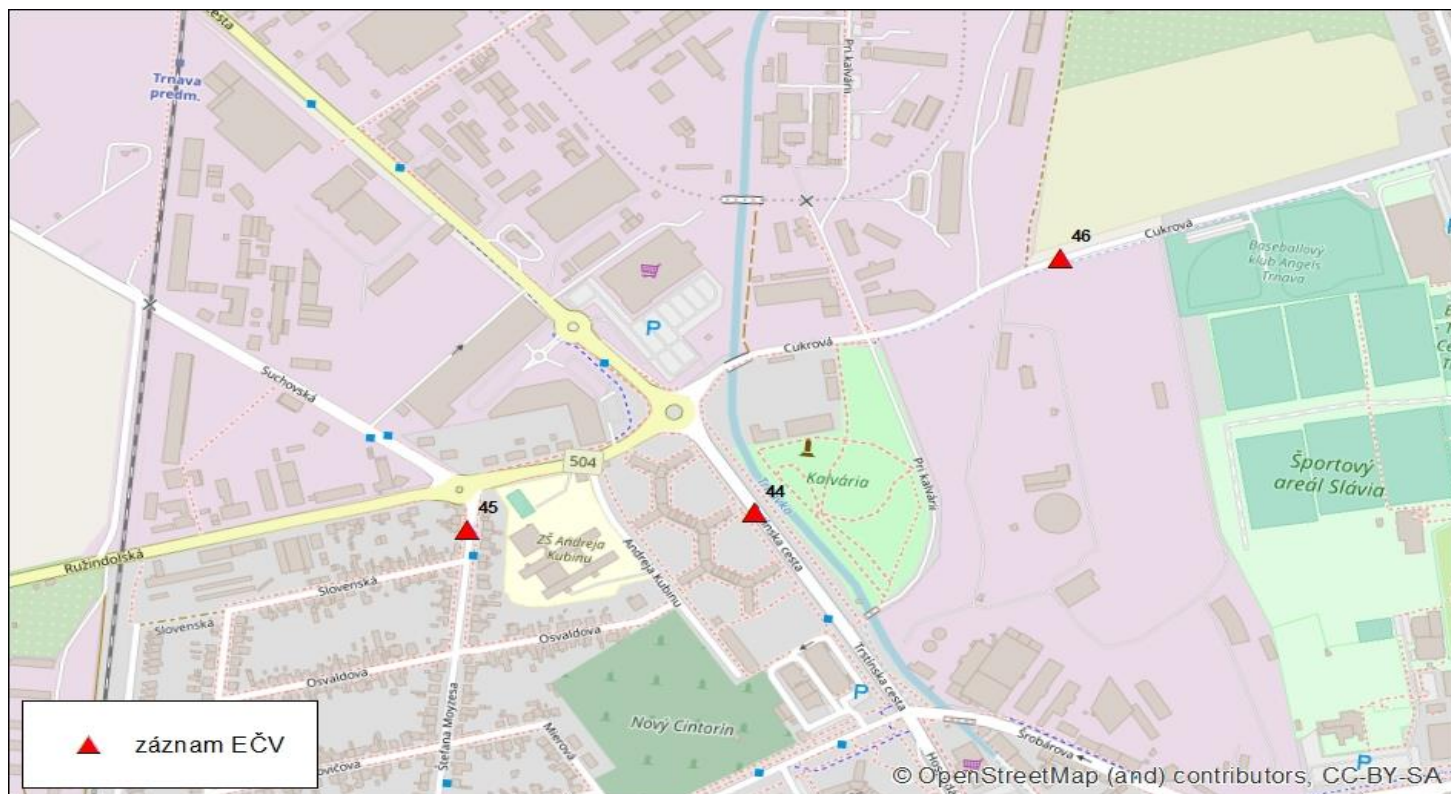 cesta
Pri kalvárii
Trnava
predm.
46
Cukrová
Baseballový
klub Angels
Trnava
P
Cukrová
Suchovská
504
Kalvária
Pri kalvárii
Športový
areál Slávia
44
45
Trnávka
Trstínska cesta
ZŠ Andreja
Kubinu
Andreja Kubinu
Ružindolská
Slovenská
Slovenská
Osvaldova
Osvaldova
Trstínska cesta
P
Nový Cintorín
Štefana Moyzesa
Mierová
Šrobárova
P
záznam EČV
© OpenStreetMap (and) contributors, CC-BY-SA